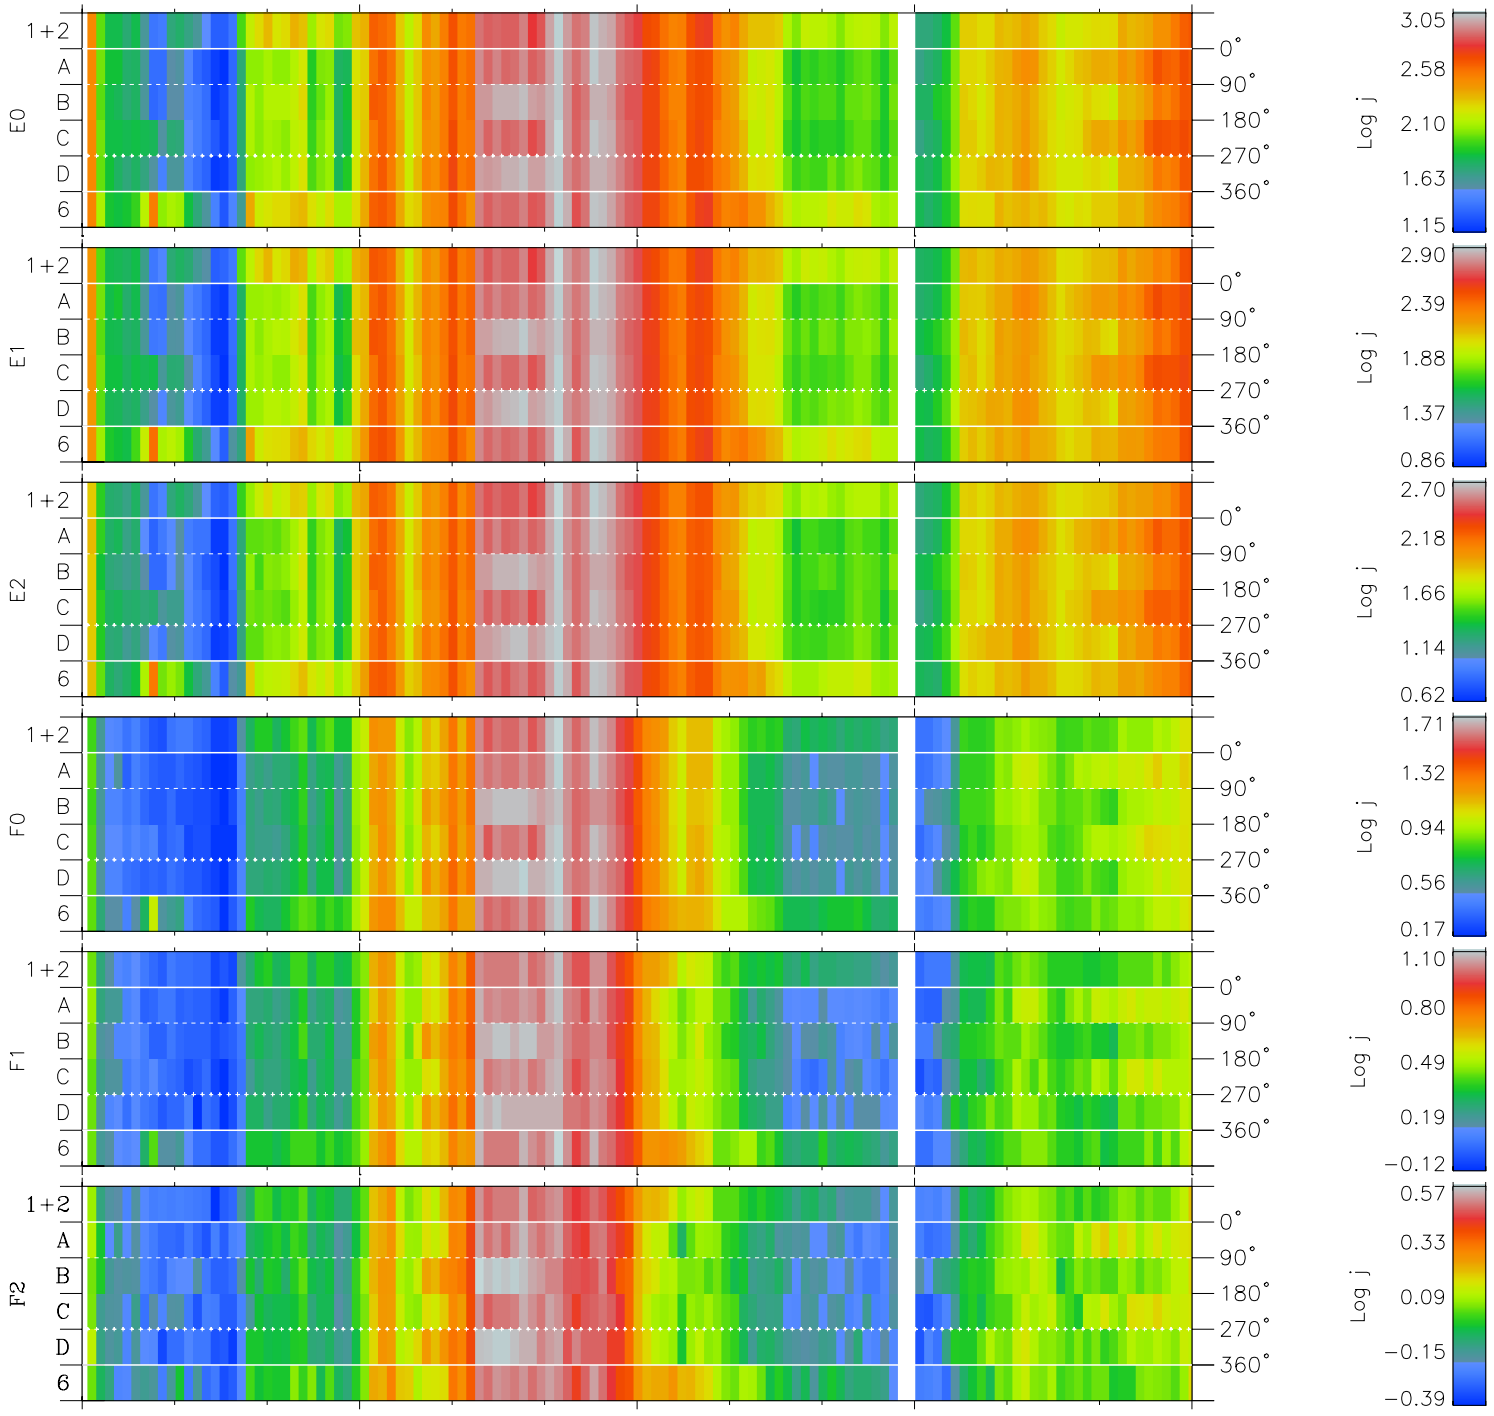 E0
1+2
A
B
C
D
6
0°
90°
180°
270°
360°
Log j
3.05
2.58
2.10
1.63
1.15
E1
1+2
A
B
C
D
6
0°
90°
180°
270°
360°
Log j
2.90
2.39
1.88
1.37
0.86
E2
1+2
A
B
C
D
6
0°
90°
180°
270°
360°
Log j
2.70
2.18
1.66
1.14
0.62
F0
1+2
A
B
C
D
6
0°
90°
180°
270°
360°
Log j
1.71
1.32
0.94
0.56
0.17
F1
1+2
A
B
C
D
6
0°
90°
180°
270°
360°
Log j
1.10
0.80
0.49
0.19
−0.12
F2
1+2
A
B
C
D
6
0°
90°
180°
270°
360°
Log j
0.57
0.33
0.09
−0.15
−0.39